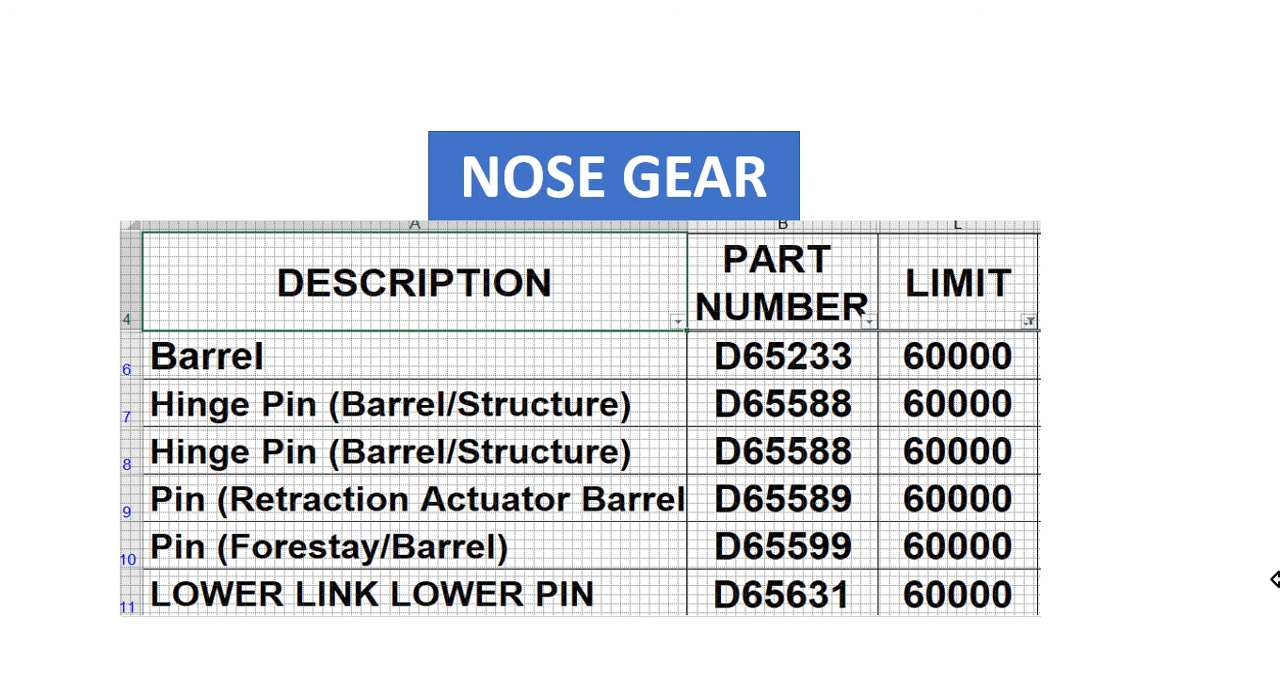 NOSE GEAR
A B L
4 DESCRIPTION PART NUMBER LIMIT
6 Barrel D65233 60000
7 Hinge Pin (Barrel/Structure) D65588 60000
8 Hinge Pin (Barrel/Structure) D65588 60000
9 Pin (Retraction Actuator Barrel D65589 60000
10 Pin (Forestay/Barrel) D65599 60000
11 LOWER LINK LOWER PIN D65631 60000